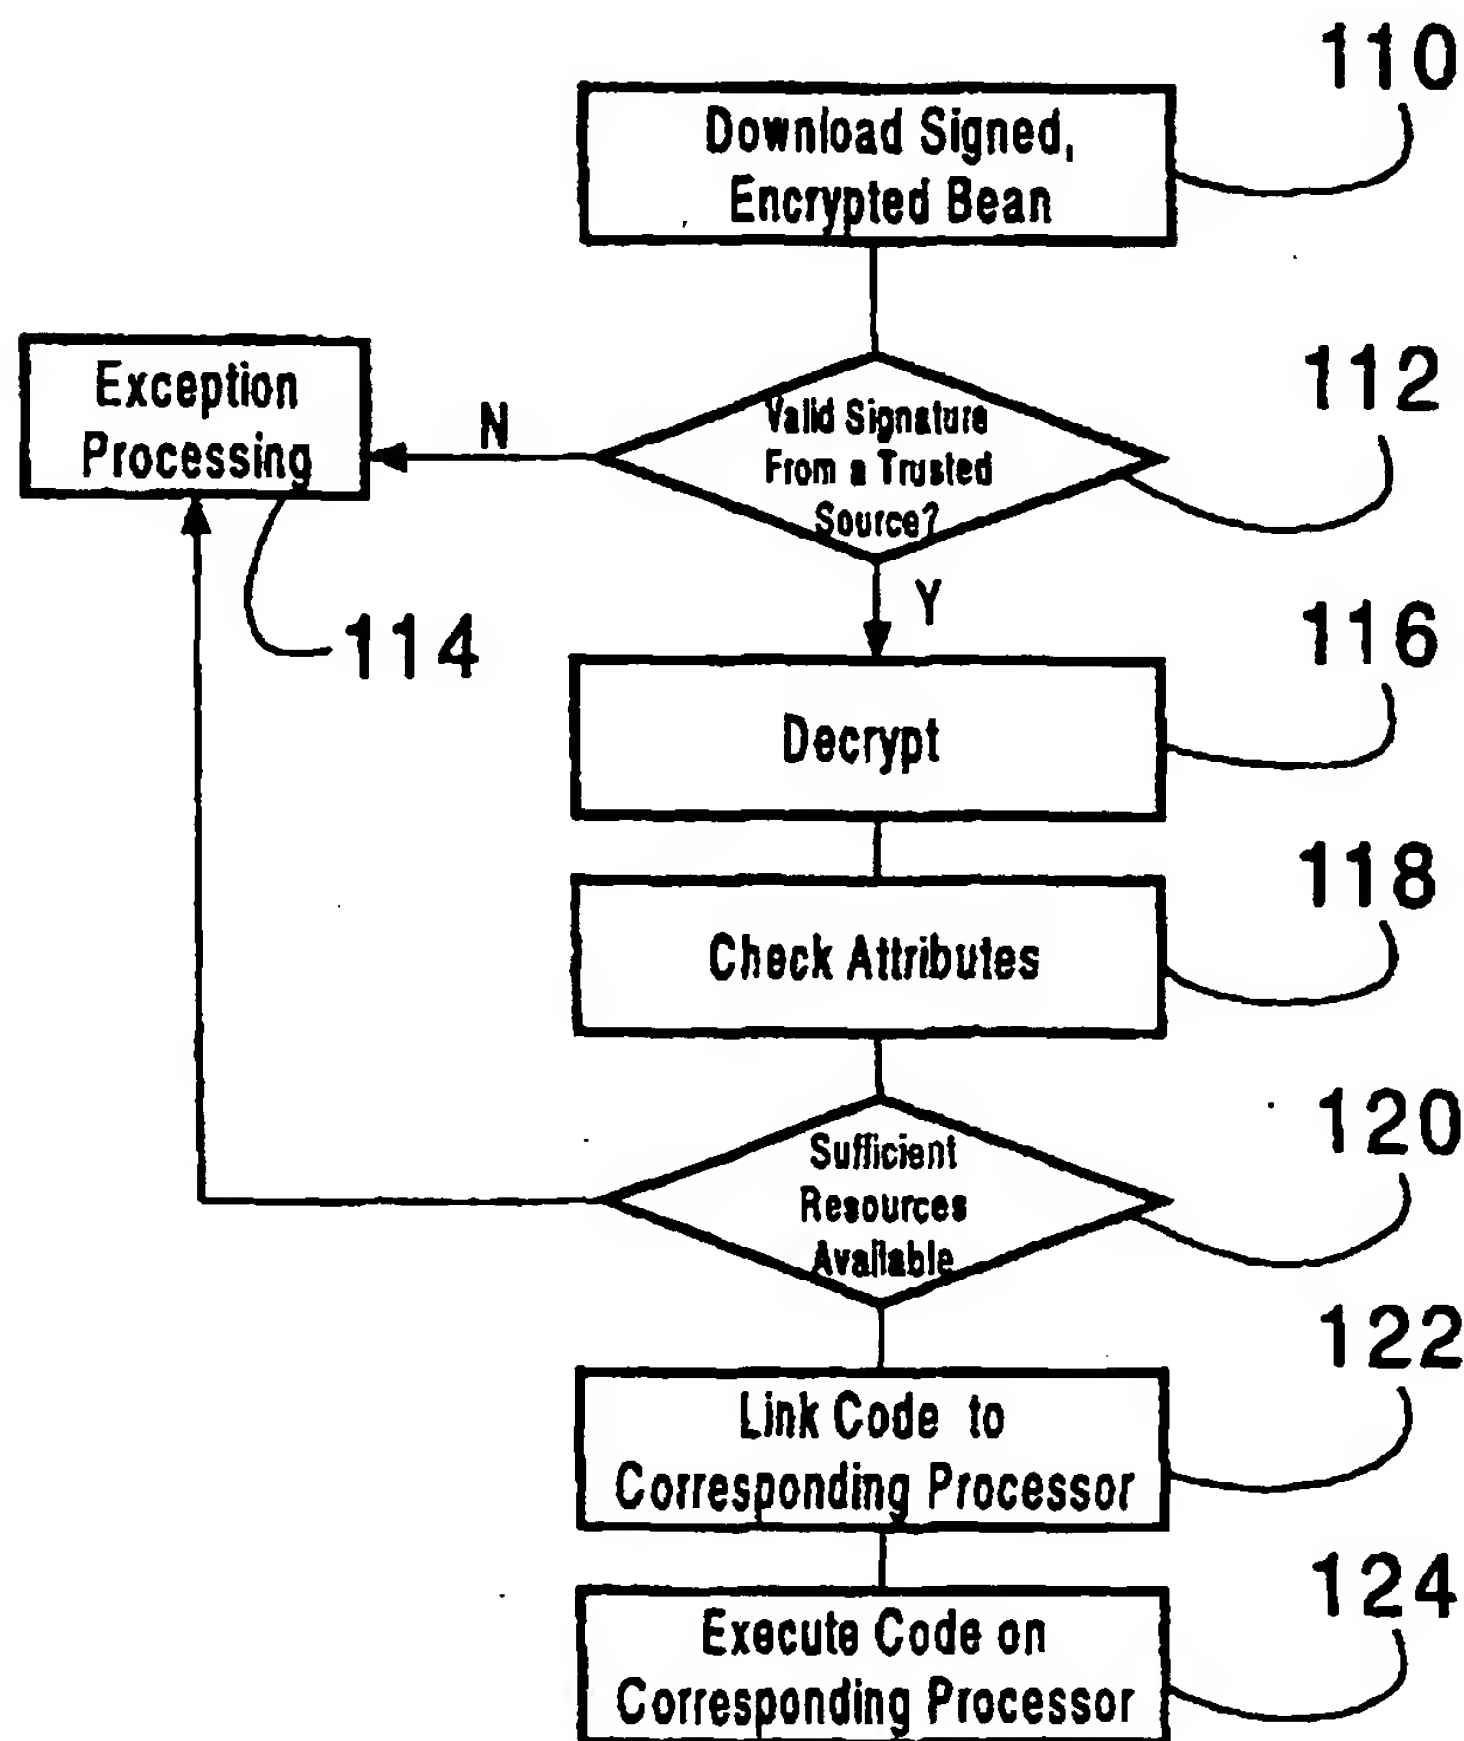 110
Download Signed,
Encrypted Bean
112
Exception
Processing
N
Valid Signature
From a Trusted
Source?
Y
114
116
Decrypt
118
Check Attributes
120
Sufficient
Resources
Available
122
Link Code to
Corresponding Processor
124
Execute Code on
Corresponding Processor